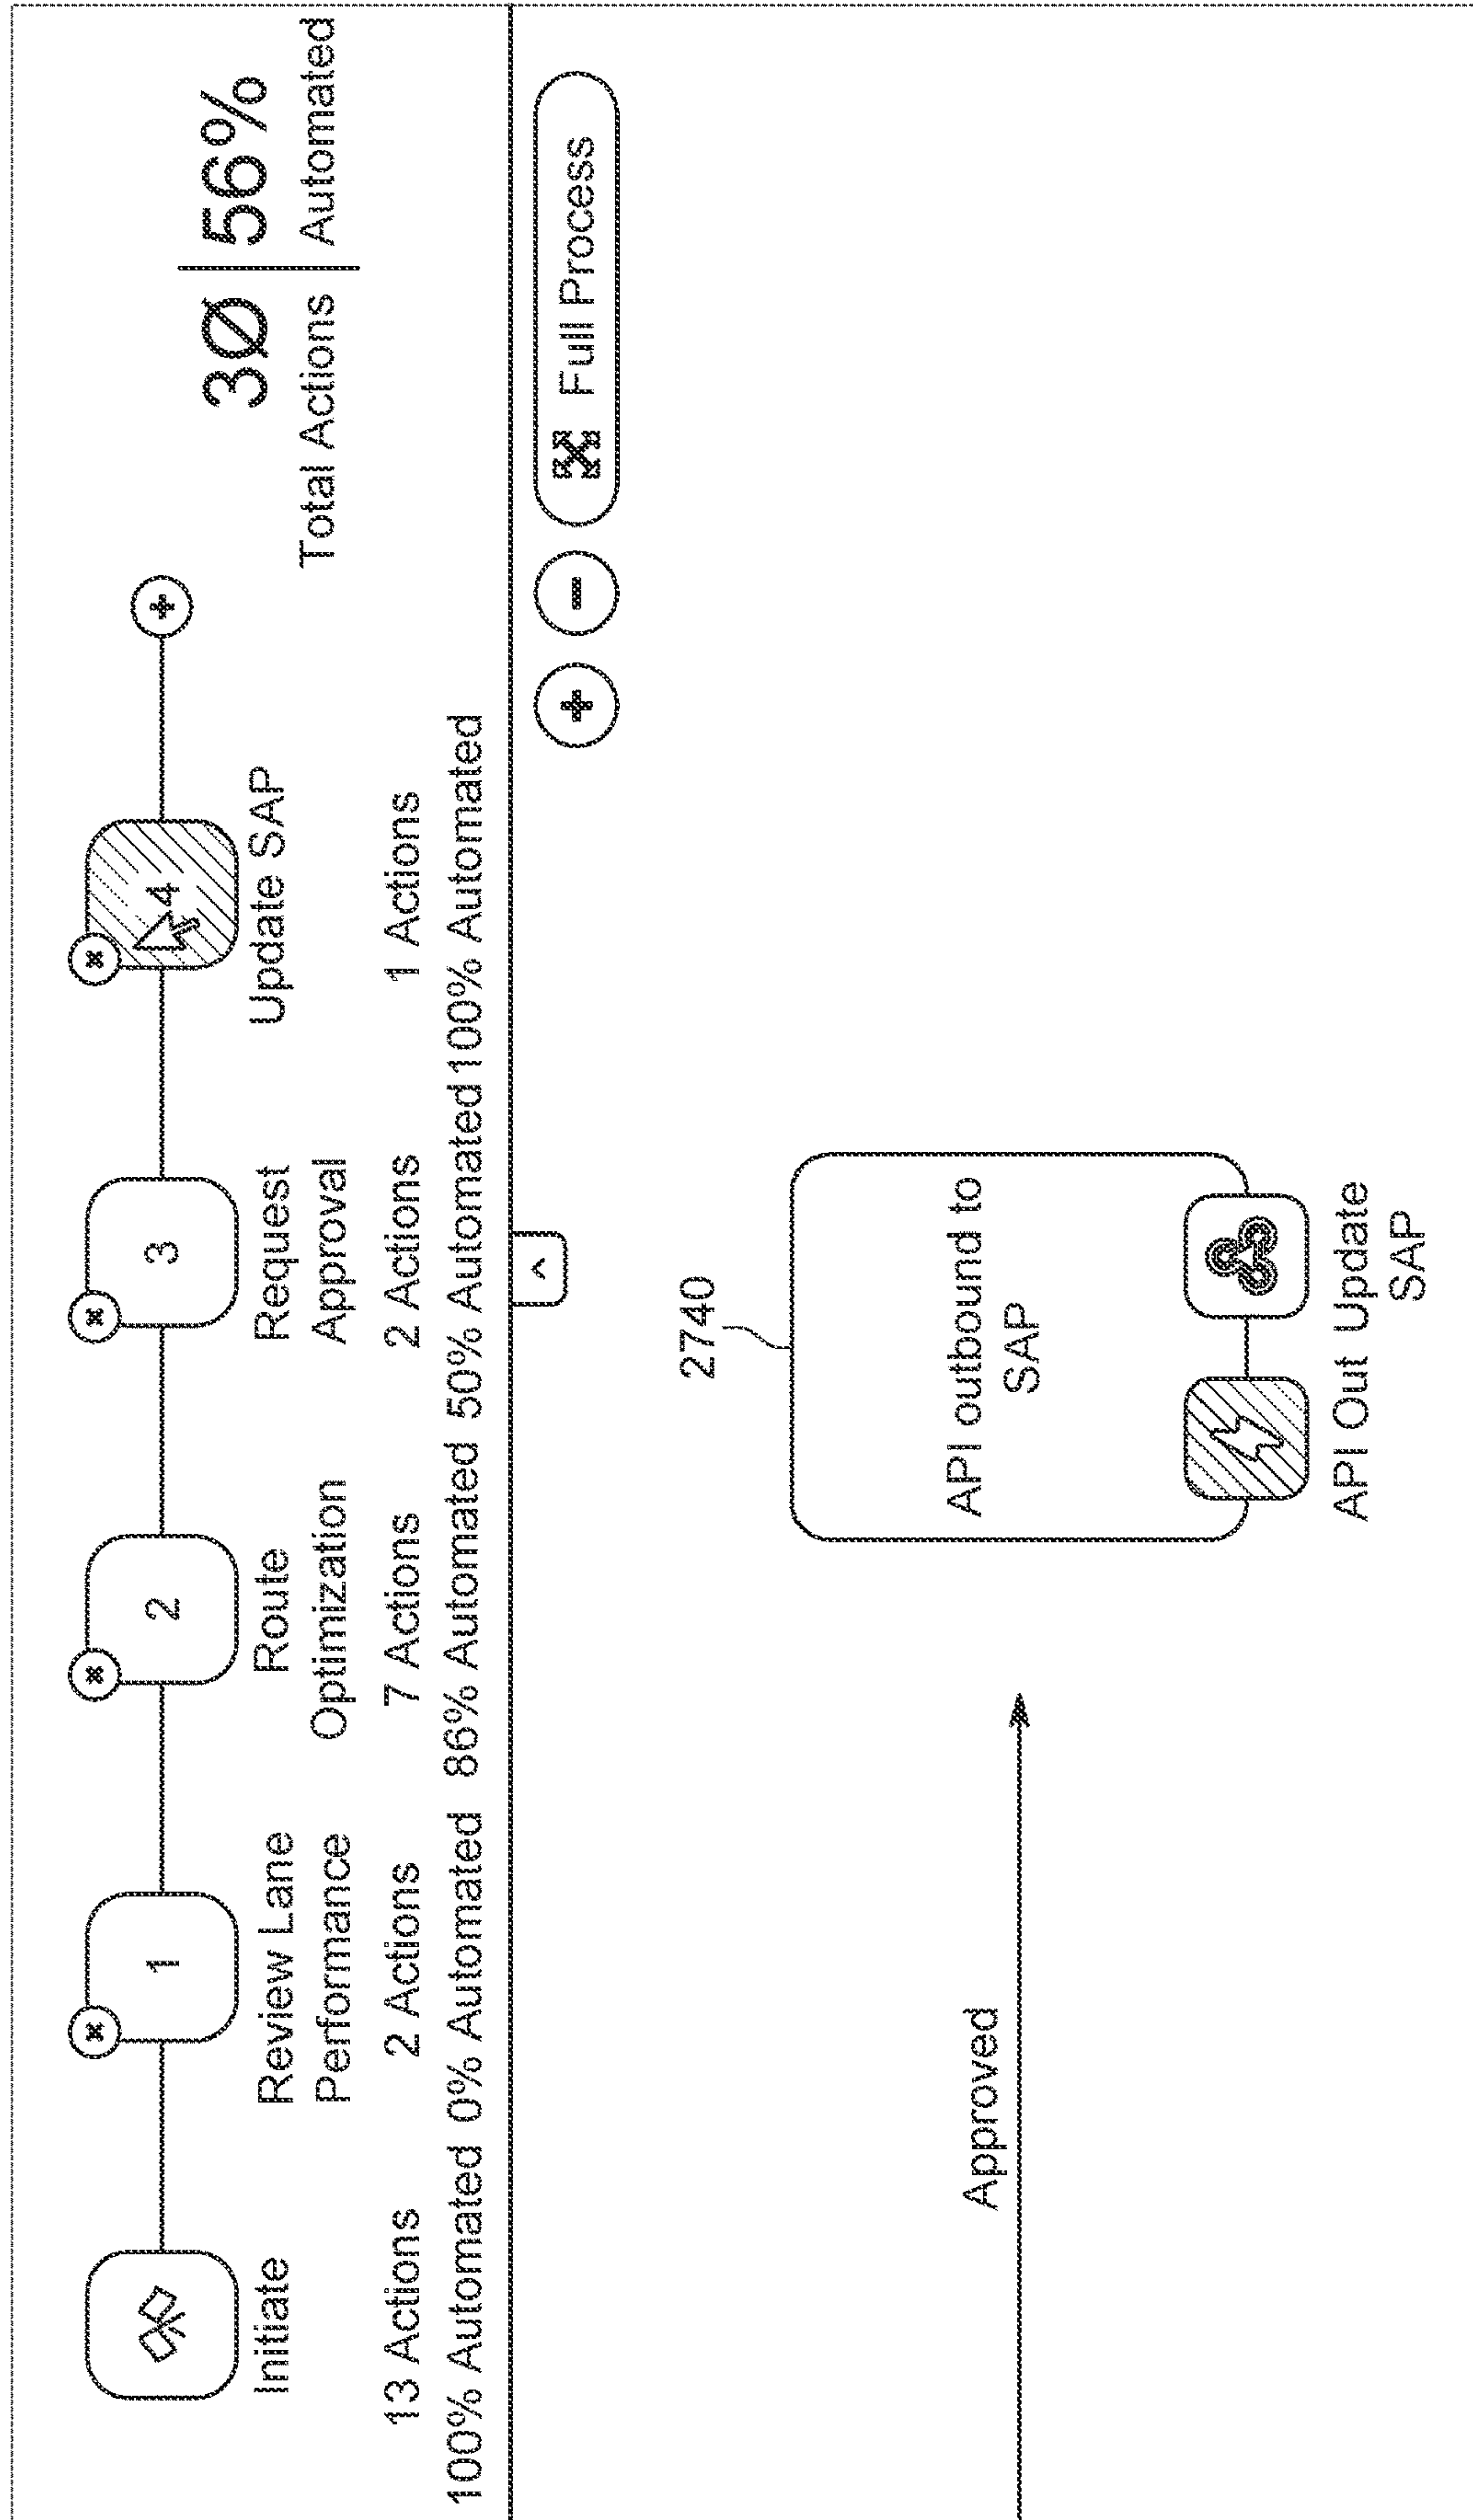 1
2
3
4
Initiate
Review Lane
Performance
Route
Optimization
Request
Approval
Update SAP
13 Actions
2 Actions
7 Actions
2 Actions
1 Actions
100% Automated
0% Automated
86% Automated
50% Automated
100% Automated
3Ø
56%
Total Actions
Automated
+
+
−
Full Process
2740
Approved
API outbound to
SAP
API Out
Update
SAP